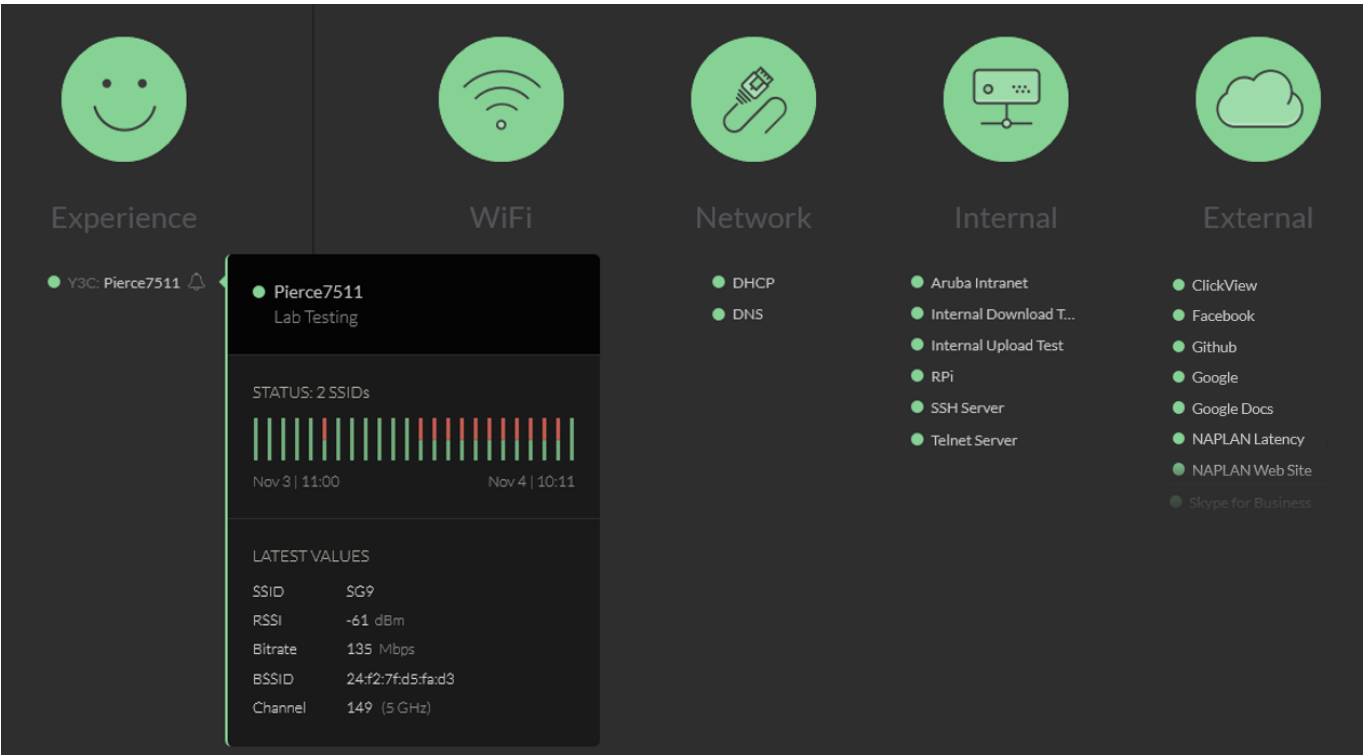 Experience
WiFi
Network
Internal
External
Y3C: Pierce7511
Pierce7511
Lab Testing
STATUS: 2 SSIDs
Nov 3 | 11:00
Nov 4 | 10:11
LATEST VALUES
SSID SG9
RSSI -61 dBm
Bitrate 135 Mbps
BSSID 24:f2:7f:d5:fa:d3
Channel 149 (5 GHz)
DHCP
DNS
Aruba Intranet
Internal Download T...
Internal Upload Test
RPi
SSH Server
Telnet Server
ClickView
Facebook
Github
Google
Google Docs
NAPLAN Latency
NAPLAN Web Site
Skype for Business